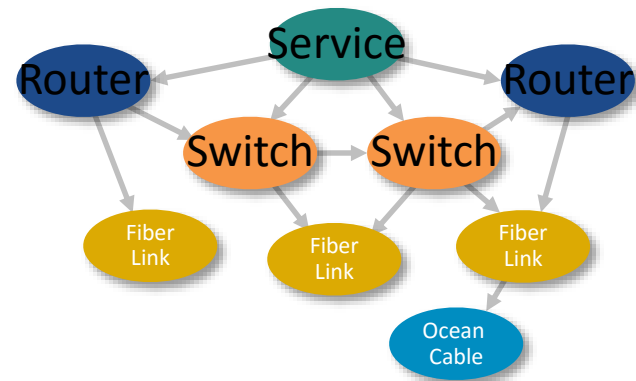 Service
Router
Router
Switch
Switch
Fiber
Link
Fiber
Link
Fiber
Link
Ocean
Cable